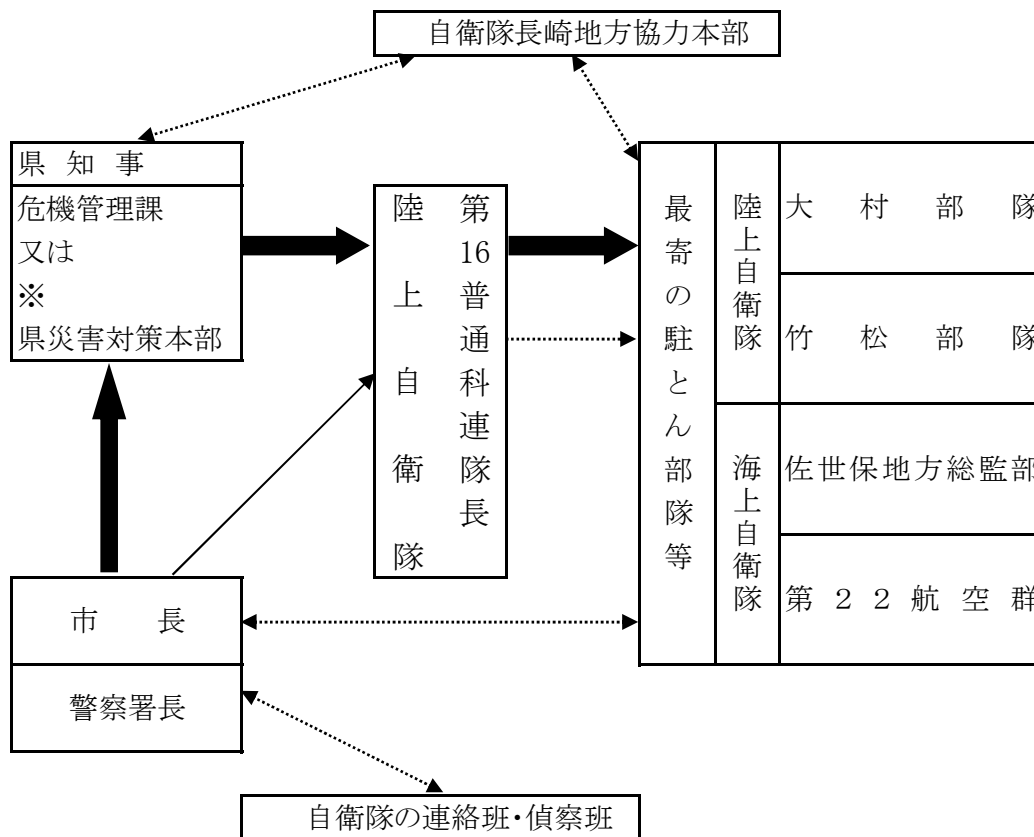 自衛隊長崎地方協力本部
県知事
危機管理課
又は
※
県災害対策本部
第16普通科連隊長
陸上自衛隊
最寄の駐とん部隊等
陸上自衛隊
大村部隊
竹松部隊
海上自衛隊
佐世保地方総監部
第22航空群
市長
警察署長
自衛隊の連絡班・偵察班